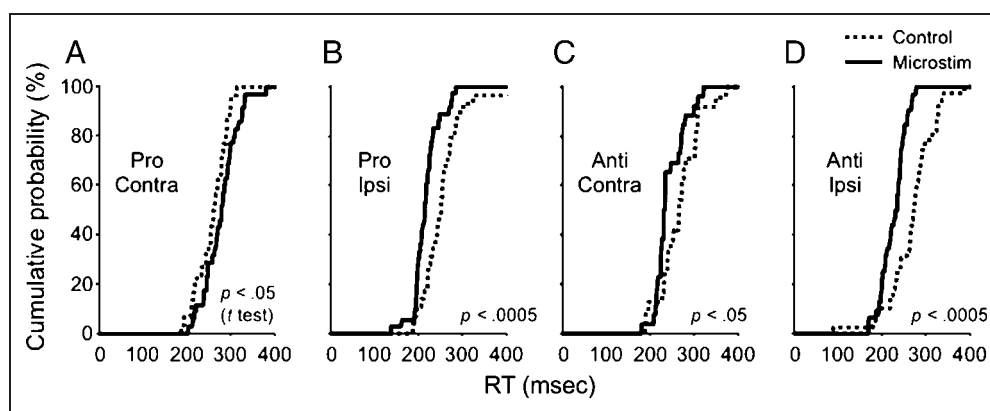 A
B
C
D
Control
Microstim
Cumulative probability (%)
100
80
60
40
20
0
Pro
Contra
p < .05
(t test)
Pro
Ipsi
p < .0005
Anti
Contra
p < .05
Anti
Ipsi
p < .0005
0 100 200 300 400
0 100 200 300 400
0 100 200 300 400
0 100 200 300 400
RT (msec)